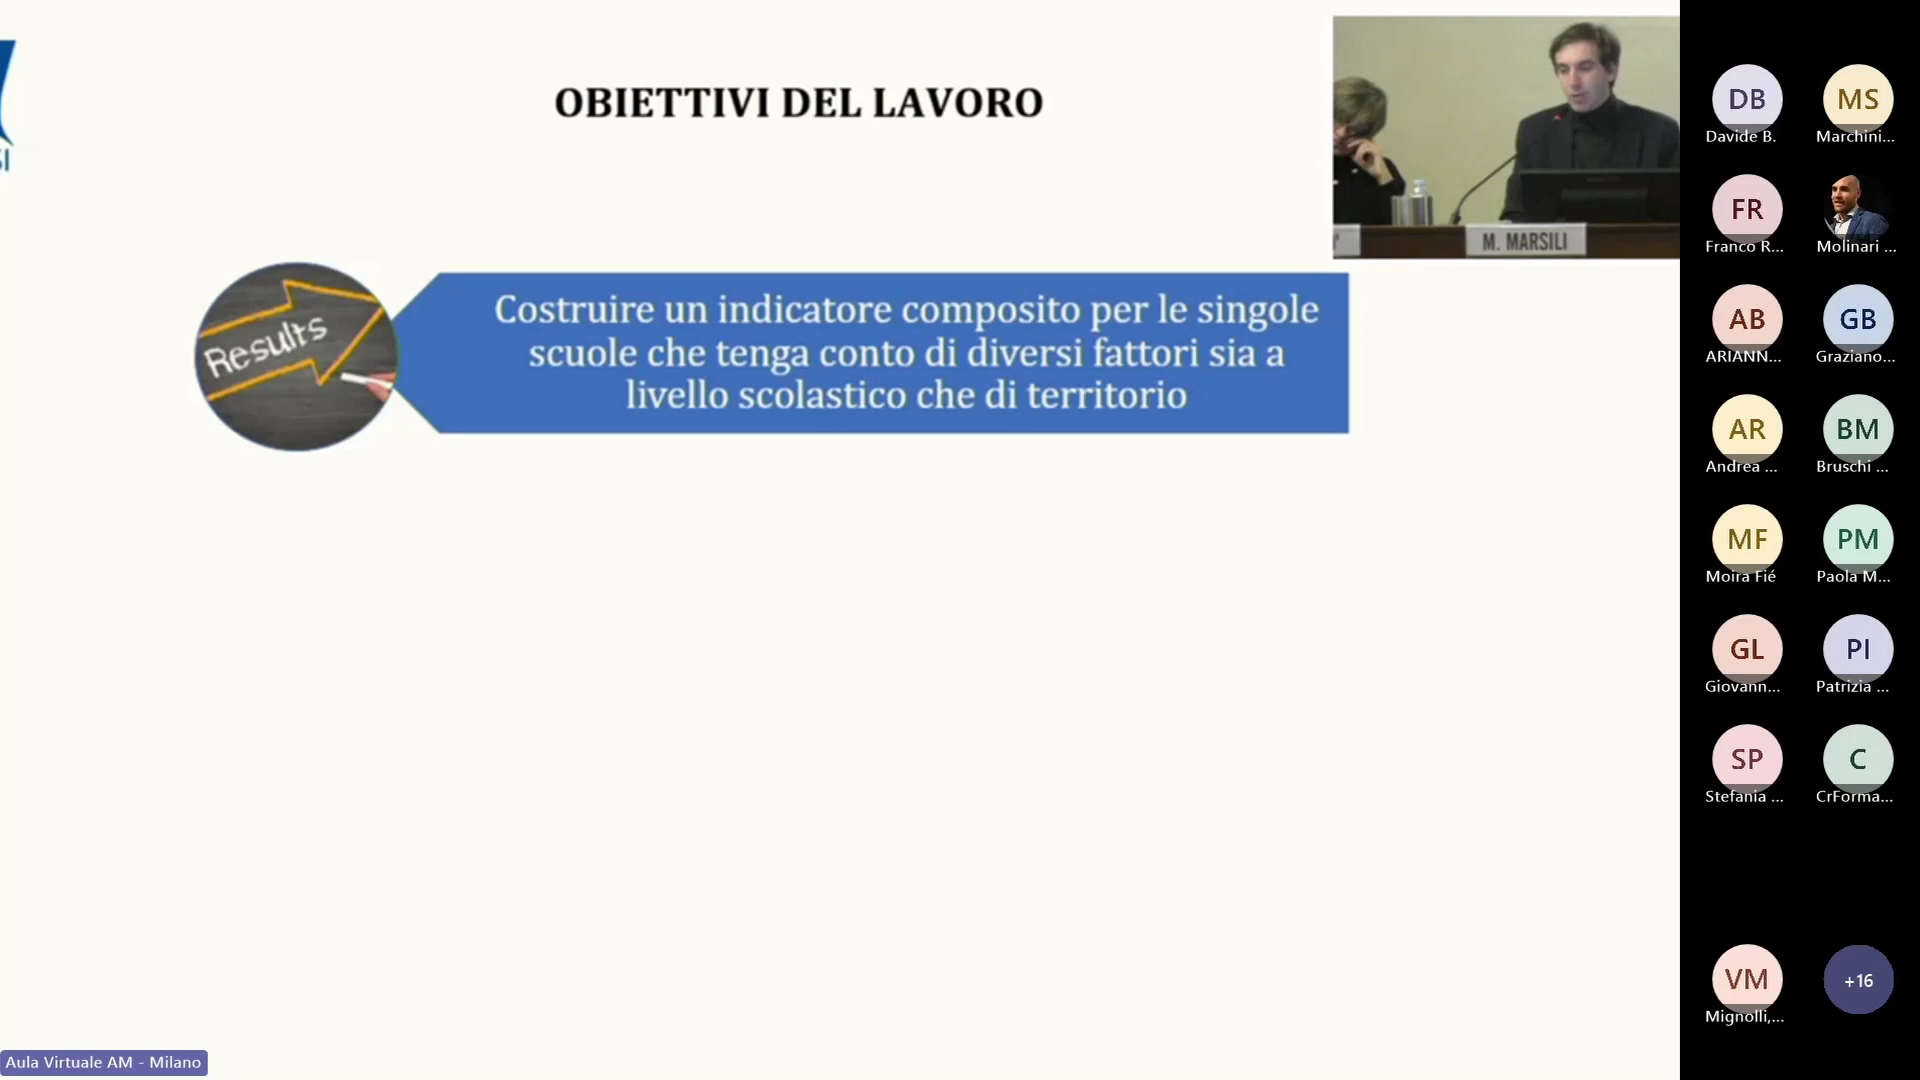 OBIETTIVI DEL LAVORO
Results
Costruire un indicatore composito per le singole
scuole che tenga conto di diversi fattori sia a
livello scolastico che di territorio
M. MARSILI
DB
Davide B.
MS
Marchini...
FR
Franco R...
Molinari ...
AB
ARIANN...
GB
Graziano...
AR
Andrea ...
BM
Bruschi ...
MF
Moira Fié
PM
Paola M...
GL
Giovann...
PI
Patrizia ...
SP
Stefania ...
C
CrForma...
VM
Mignolli,...
+16
Aula Virtuale AM - Milano